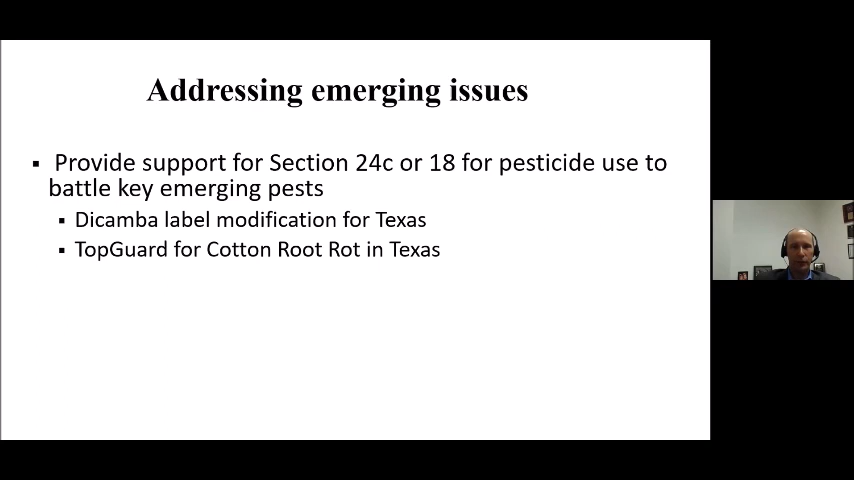 Addressing emerging issues
▪ Provide support for Section 24c or 18 for pesticide use to
battle key emerging pests
▪ Dicamba label modification for Texas
▪ TopGuard for Cotton Root Rot in Texas